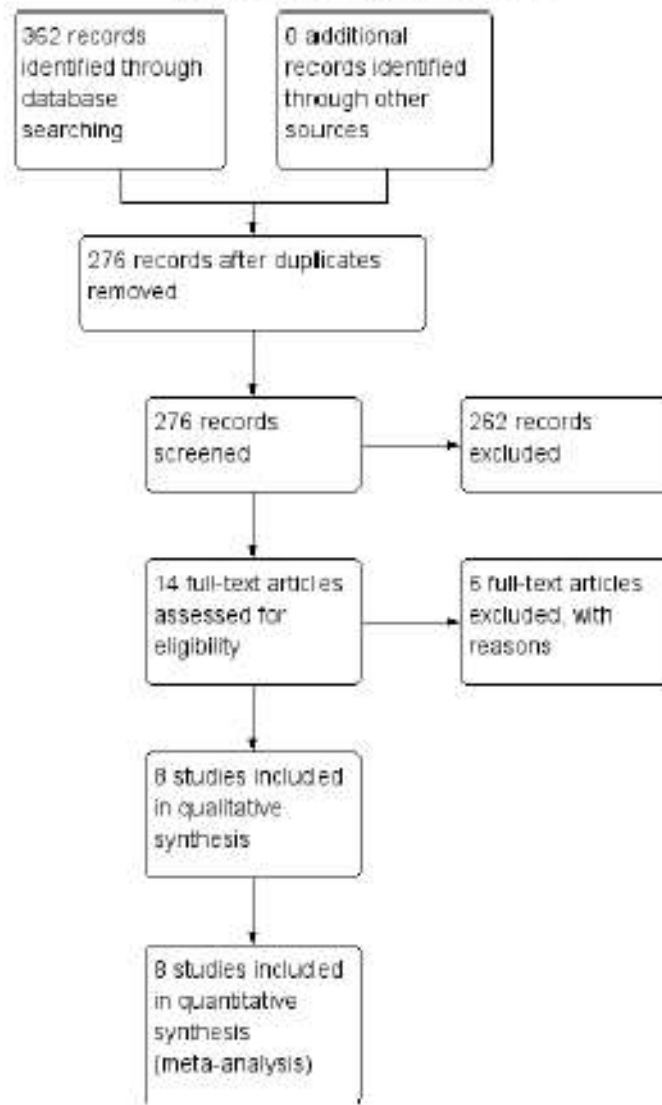 362 records
identified through
database
searching
0 additional
records identified
through other
sources
276 records after duplicates
removed
276 records
screened
262 records
excluded
14 full-text articles
assessed for
eligibility
6 full-text articles
excluded, with
reasons
8 studies included
in qualitative
synthesis
8 studies included
in quantitative
synthesis
(meta-analysis)